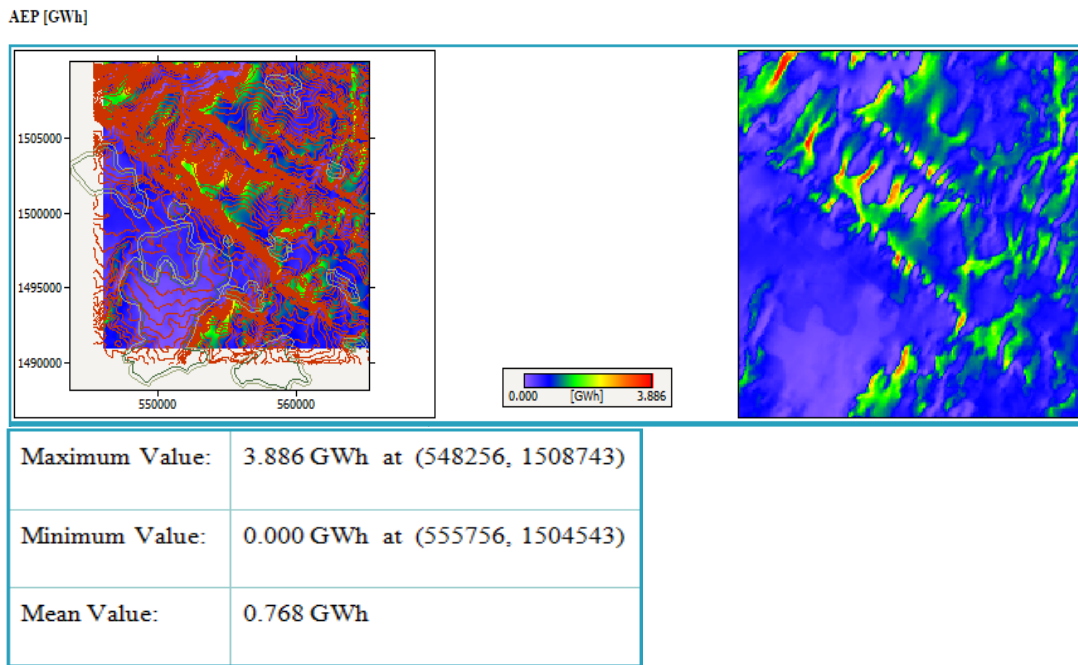 AEP [GWh]
1505000
1500000
1495000
1490000
550000 560000
0.000 [GWh] 3.886
Maximum Value: 3.886 GWh at (548256, 1508743)
Minimum Value: 0.000 GWh at (555756, 1504543)
Mean Value: 0.768 GWh